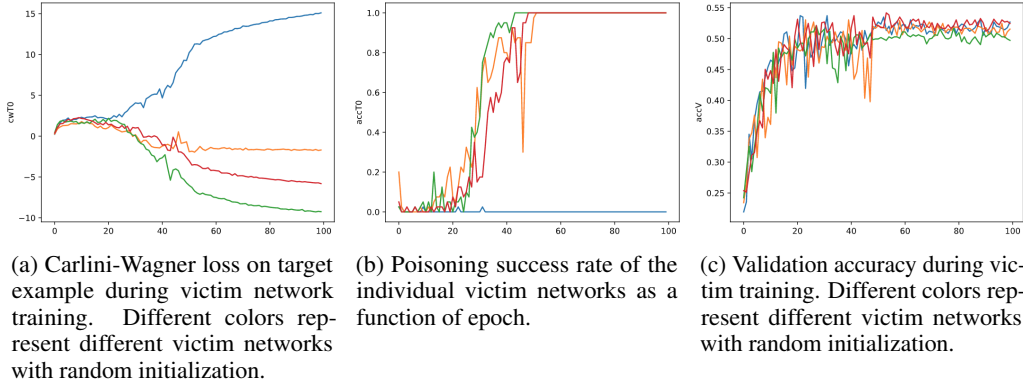 15
10
5
0
−5
−10
cwT0
0 20 40 60 80 100
1.0
0.8
0.6
0.4
0.2
0.0
accT0
0 20 40 60 80 100
0.55
0.50
0.45
0.40
0.35
0.30
0.25
accV
0 20 40 60 80 100
(a) Carlini-Wagner loss on target
example during victim network
training. Different colors rep-
resent different victim networks
with random initialization.
(b) Poisoning success rate of the
individual victim networks as a
function of epoch.
(c) Validation accuracy during vic-
tim training. Different colors rep-
resent different victim networks
with random initialization.